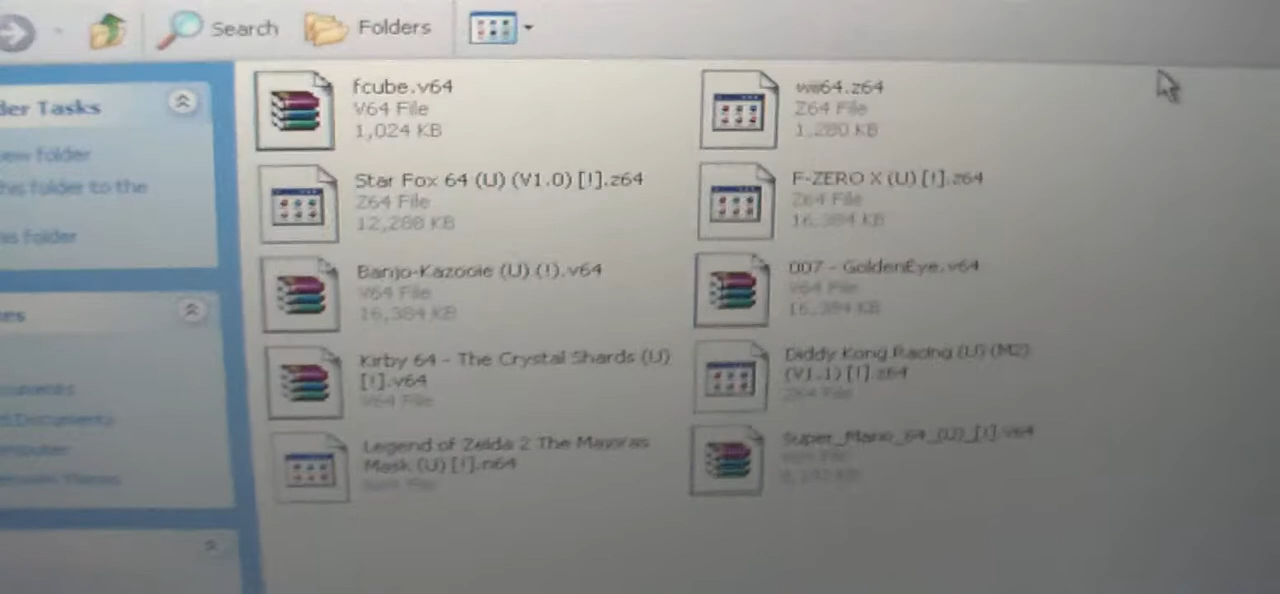 Search
Folders
der Tasks
ew folder
his folder to the
is folder
es
fcube.v64
V64 File
1,024 KB
Z64 File
1,280 KB
Star Fox 64 (U) (V1.0) [!].z64
Z64 File
12,288 KB
F-ZERO X (U) [!].z64
Z64 File
16,384 KB
Banjo-Kazooie (U) (!).v64
V64 File
16,384 KB
007 - GoldenEye.v64
V64 File
16,384 KB
Kirby 64 - The Crystal Shards (U)
[!].v64
V64 File
Diddy Kong Racing (U) (M2)
(V1.1) [!].z64
Z64 File
Legend of Zelda 2 The Majoras
Mask (U) [!].n64
Super_Mario_64_(U)_[!].v64